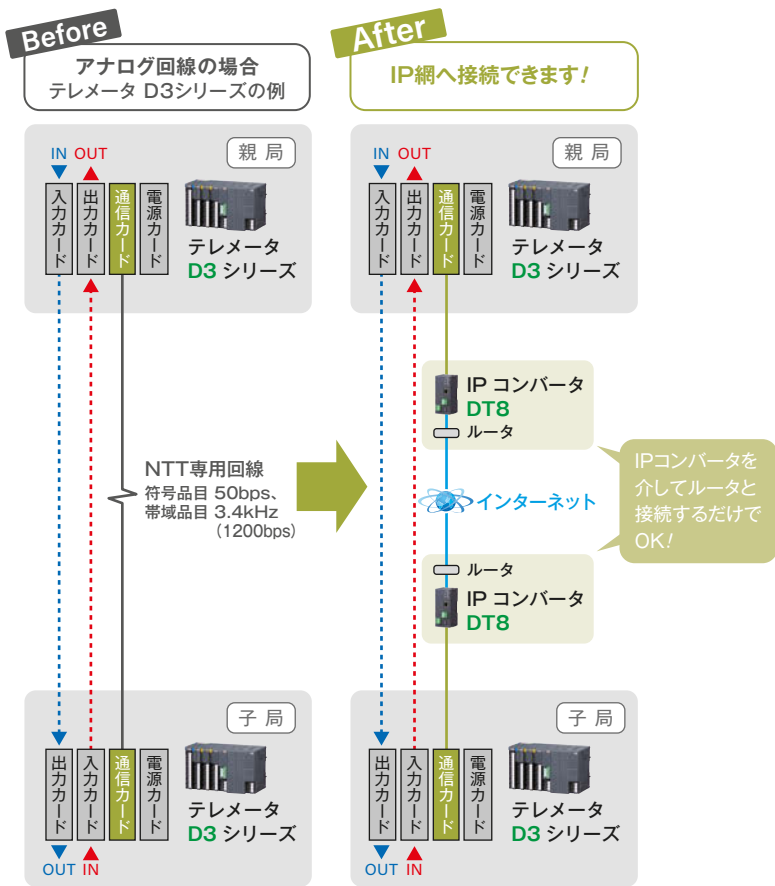 Before
アナログ回線の場合
テレメータ D3シリーズの例
親 局
IN OUT
入力カード
出力カード
通信カード
電源カード
テレメータ
D3 シリーズ
NTT専用回線
符号品目 50bps、
帯域品目 3.4kHz
(1200bps)
子 局
出力カード
入力カード
通信カード
電源カード
テレメータ
D3 シリーズ
OUT IN
After
IP網へ接続できます!
親 局
IN OUT
入力カード
出力カード
通信カード
電源カード
テレメータ
D3 シリーズ
IP コンバータ
DT8
ルータ
インターネット
ルータ
IP コンバータ
DT8
IPコンバータを
介してルータと
接続するだけで
OK!
子 局
出力カード
入力カード
通信カード
電源カード
テレメータ
D3 シリーズ
OUT IN